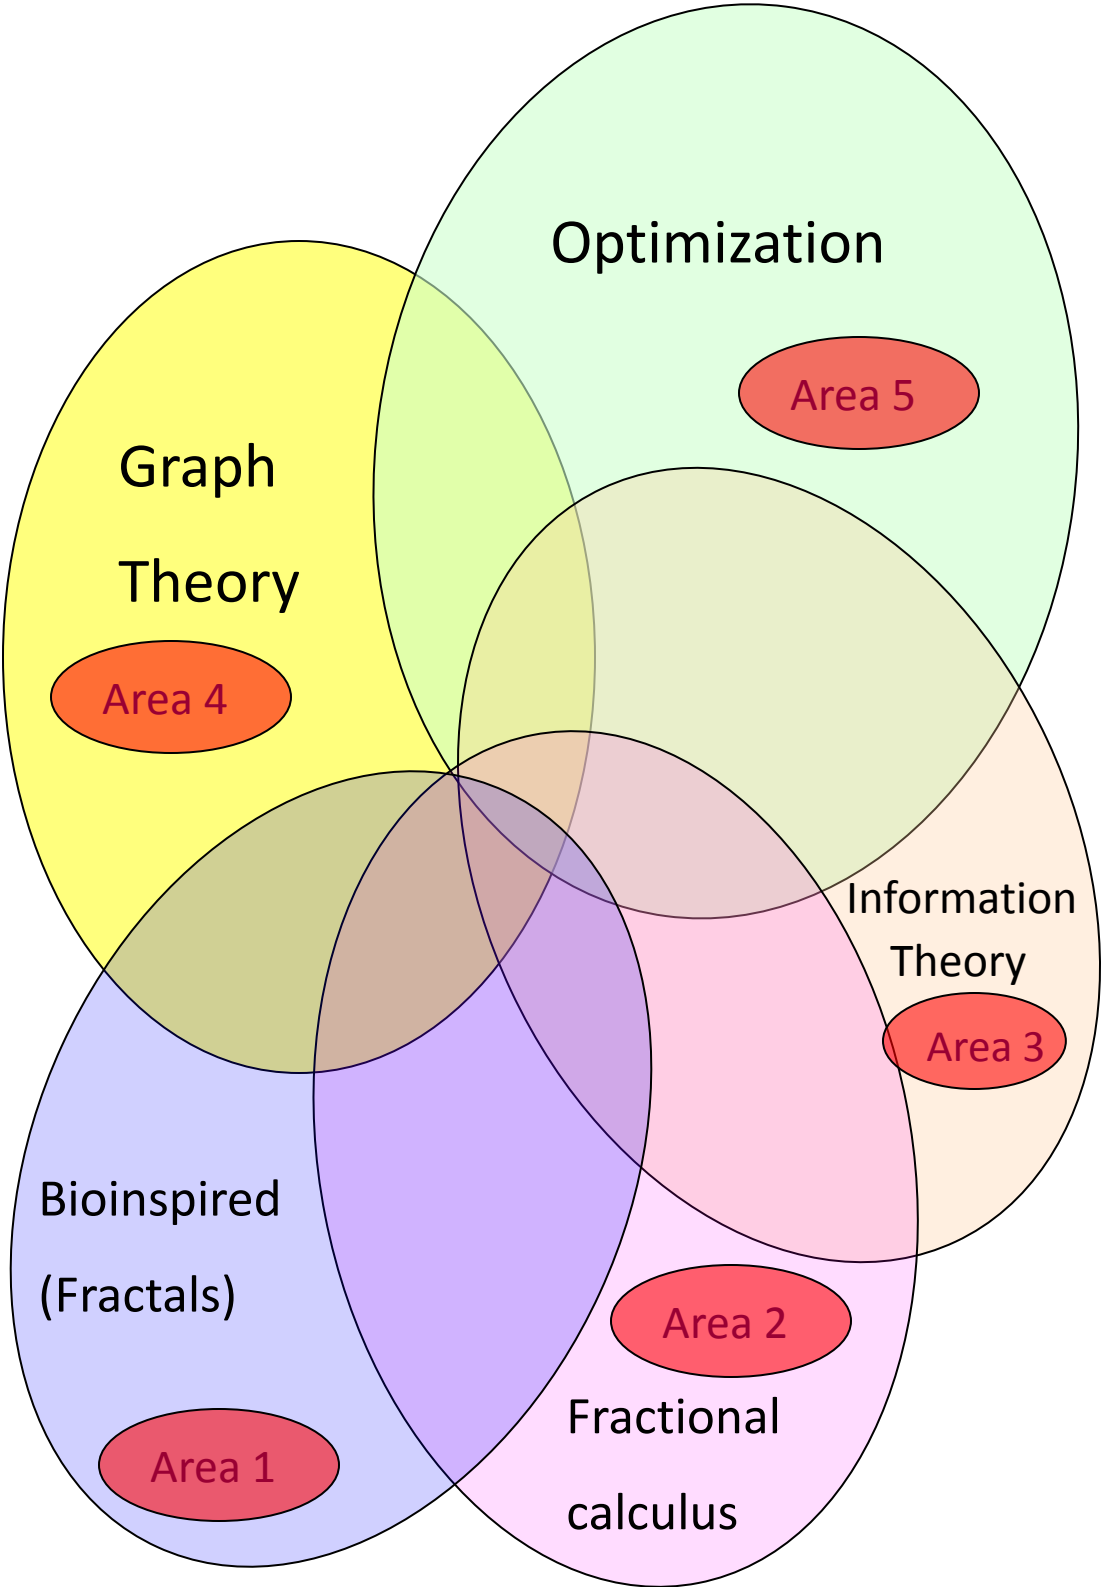 Optimization
Area 5
Graph
Theory
Area 4
Information
Theory
Area 3
Bioinspired
(Fractals)
Area 1
Area 2
Fractional
calculus